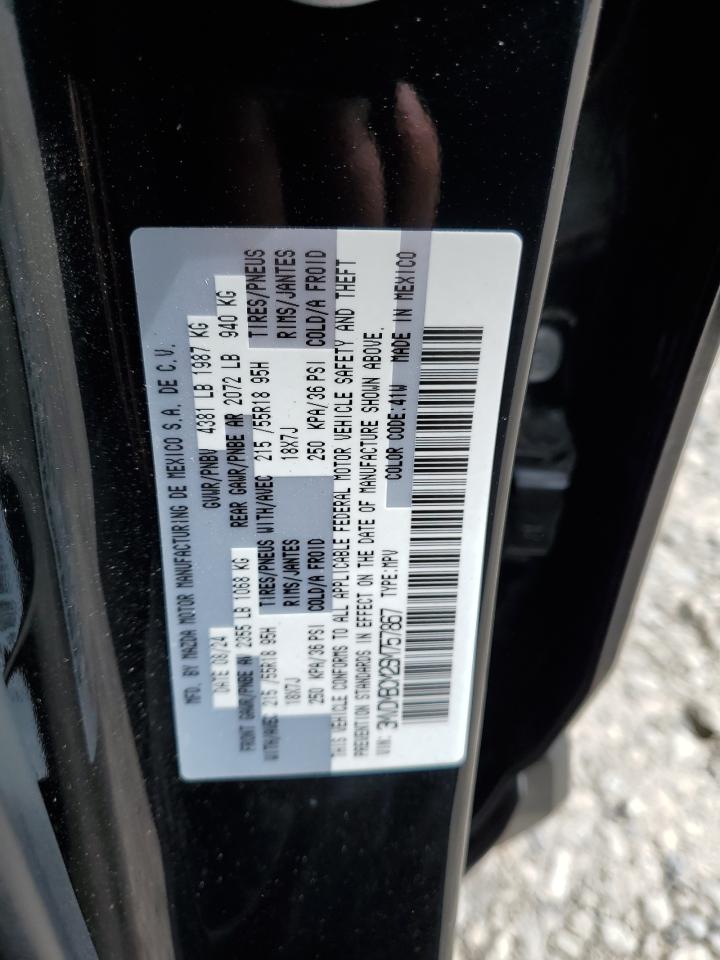 MFG. BY MAZDA MOTOR MANUFACTURING DE MEXICO S.A. DE C.V.
DATE 08/24 GVWR/PNBV 4381 LB 1987 KG
FRONT GAWR/PNBE AV 2355 LB 1068 KG REAR GAWR/PNBE AR 2072 LB 940 KG
WITH/AVEC 215 /55R18 95H TIRES/PNEUS WITH/AVEC 215 /55R18 95H TIRES/PNEUS
18X7J RIMS/JANTES 18X7J RIMS/JANTES
250 KPA/36 PSI COLD/A FROID 250 KPA/36 PSI COLD/A FROID
THIS VEHICLE CONFORMS TO ALL APPLICABLE FEDERAL MOTOR VEHICLE SAFETY AND THEFT
PREVENTION STANDARDS IN EFFECT ON THE DATE OF MANUFACTURE SHOWN ABOVE.
VIN: TYPE:MPV COLOR CODE:41W MADE IN MEXICO